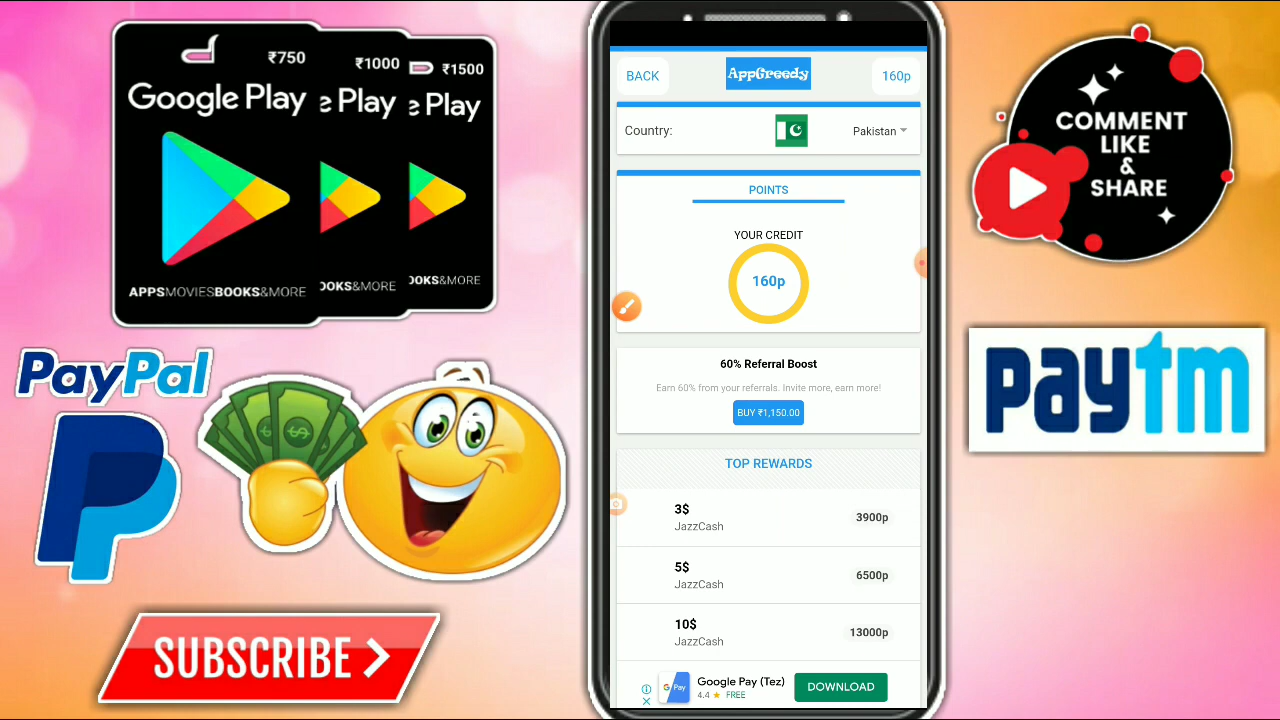 ₹750
Google Play
APPSMOVIESBOOKS&MORE
₹1000
e Play
OOKS&MORE
₹1500
e Play
OOKS&MORE
PayPal
SUBSCRIBE
BACK
AppGreedy
160p
Country:
Pakistan
POINTS
YOUR CREDIT
160p
60% Referral Boost
Earn 60% from your referrals. Invite more, earn more!
BUY ₹1,150.00
TOP REWARDS
3$
JazzCash
3900p
5$
JazzCash
6500p
10$
JazzCash
13000p
G Pay
Google Pay (Tez)
4.4 ★ FREE
DOWNLOAD
COMMENT
LIKE
&
SHARE
paytm